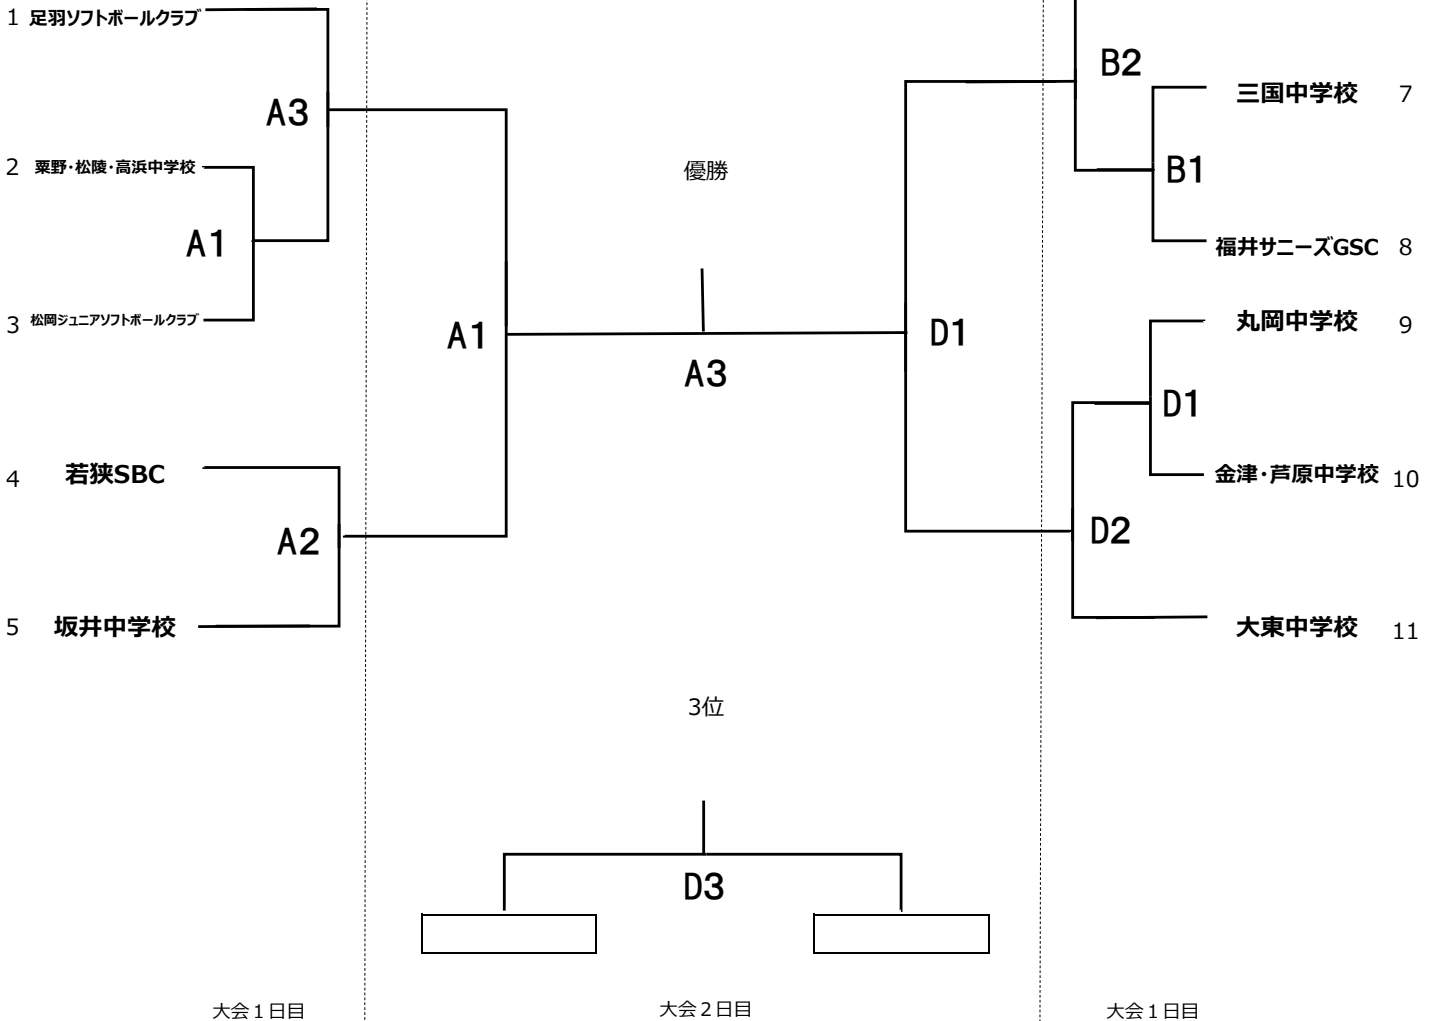 1 足羽ソフトボールクラブ
A3
2 粟野・松陵・高浜中学校
A1
3 松岡ジュニアソフトボールクラブ
4 若狭SBC
A2
5 坂井中学校
A1
優勝
A3
D1
B2
三国中学校 7
B1
福井サニーズGSC 8
丸岡中学校 9
D1
金津・芦原中学校 10
D2
大東中学校 11
3位
D3
大会1日目
大会2日目
大会1日目